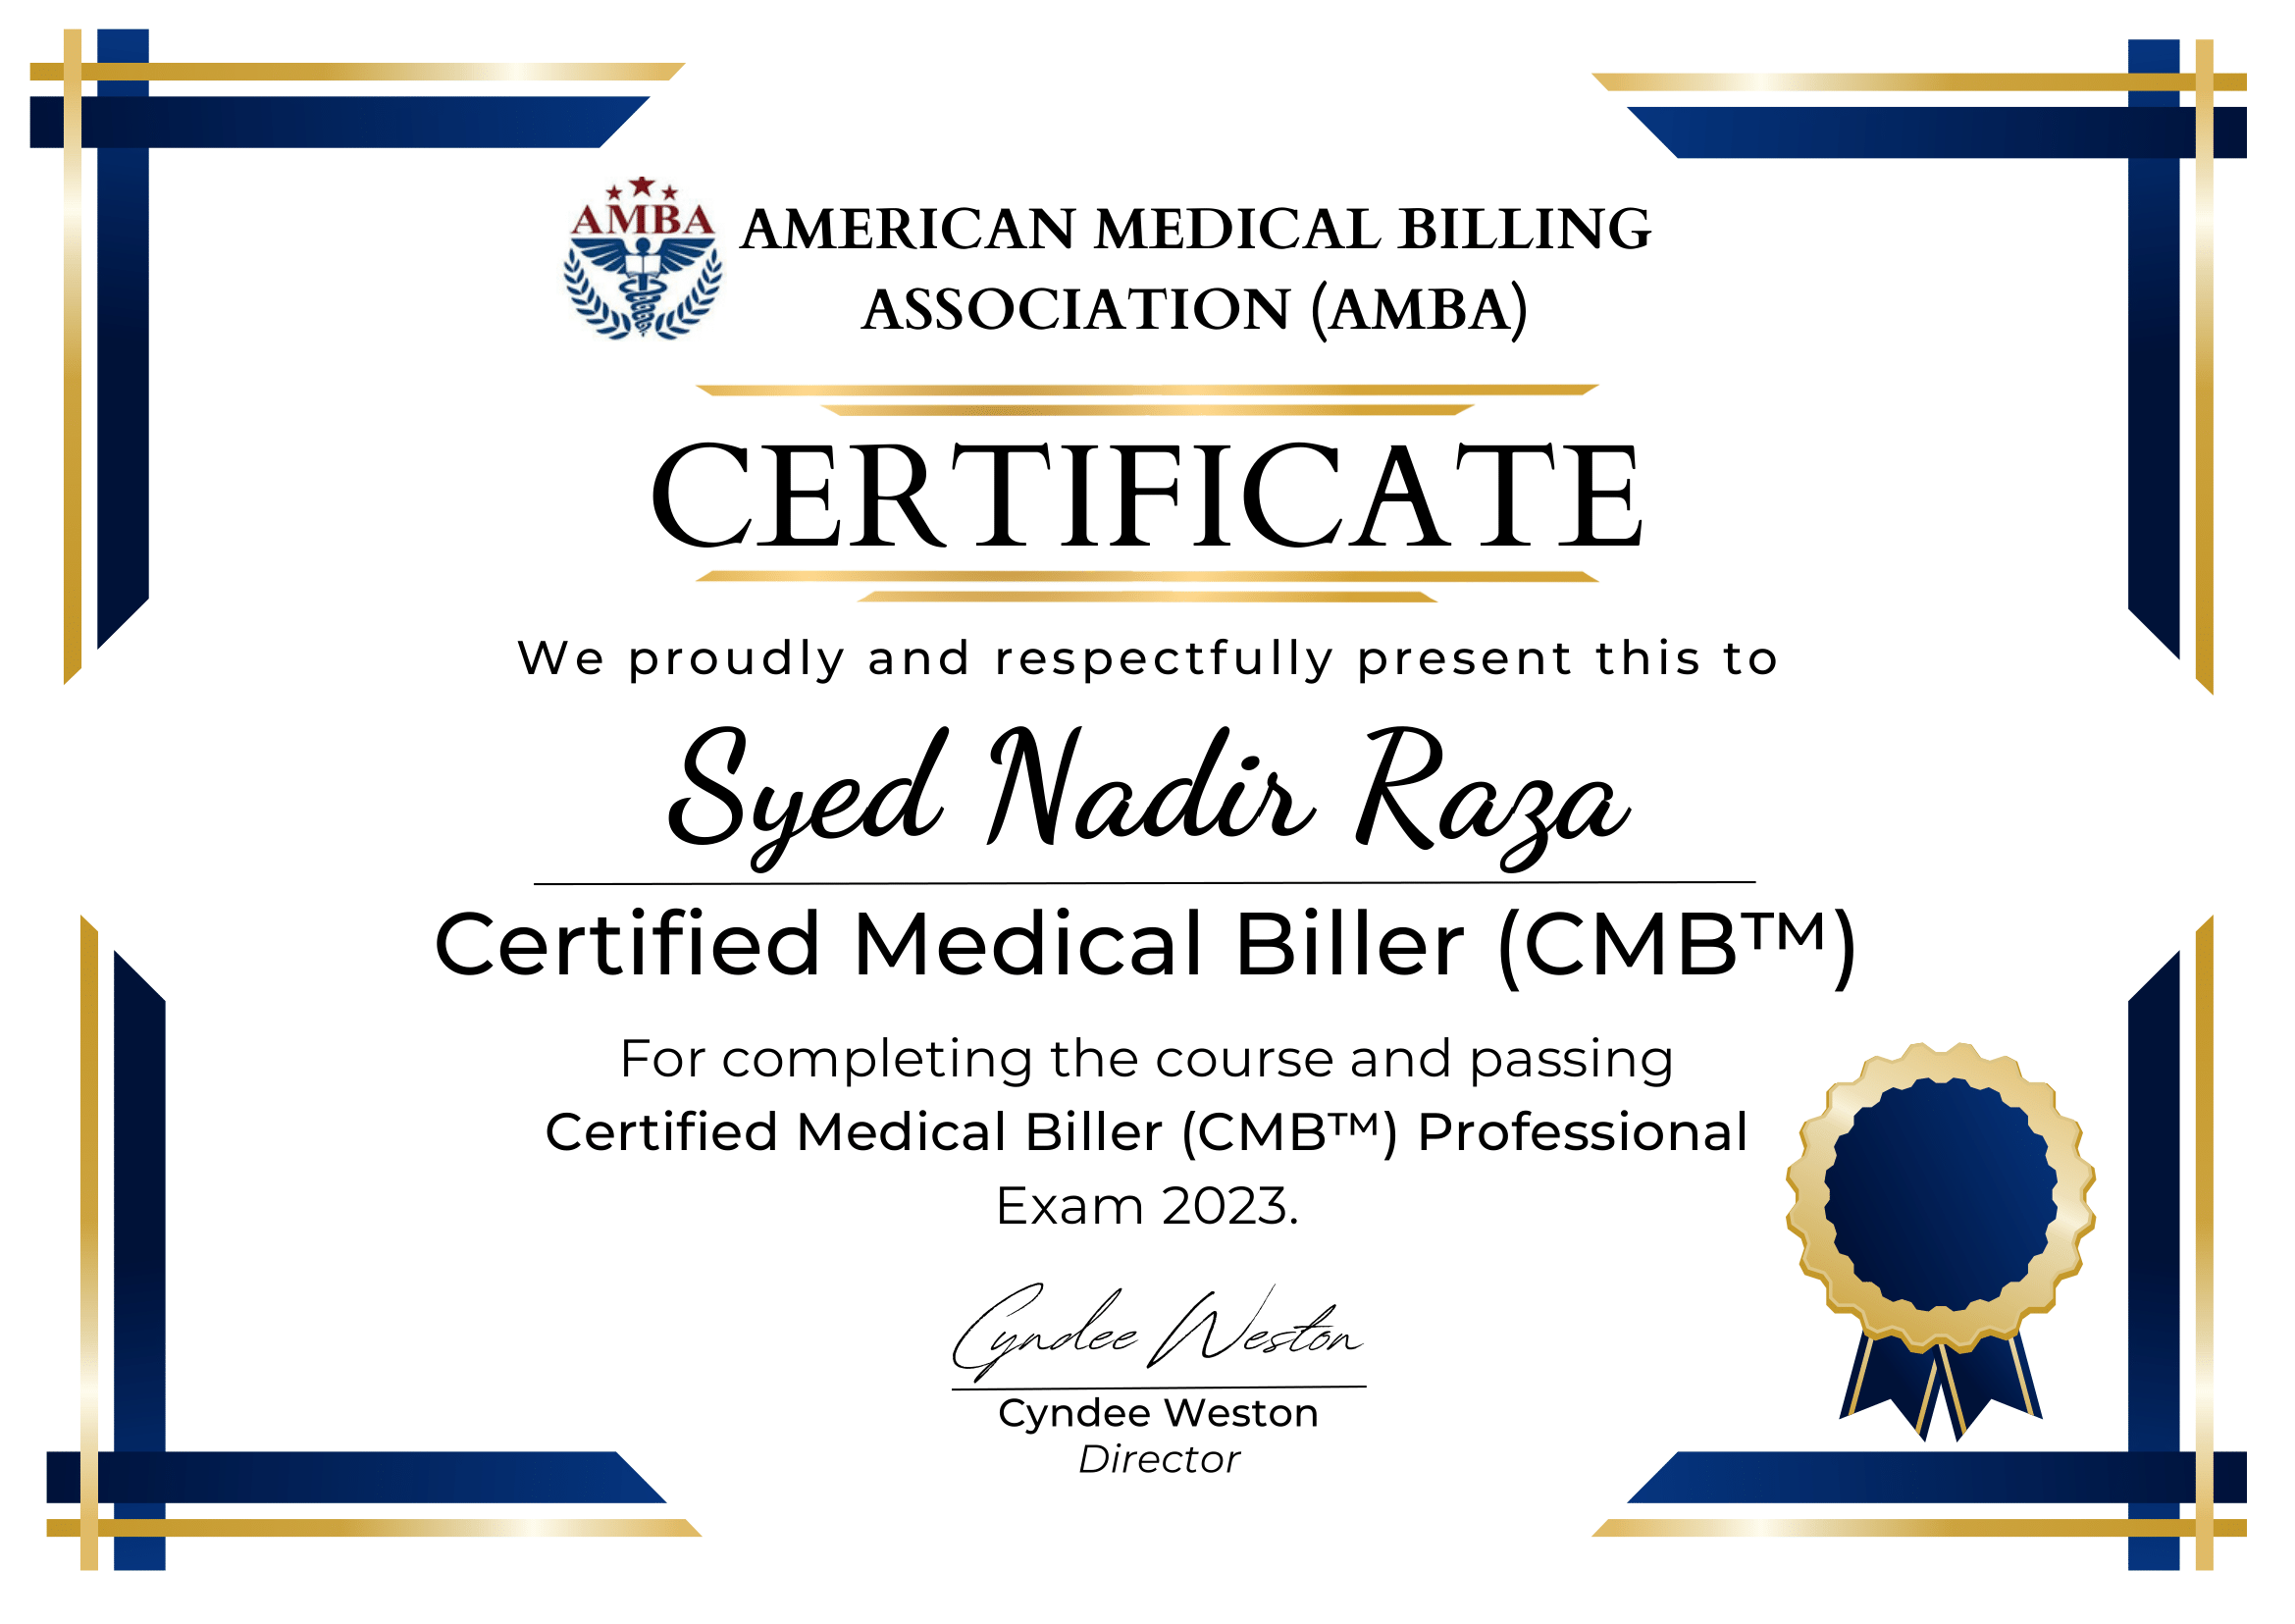 AMBA
AMERICAN MEDICAL BILLING
ASSOCIATION (AMBA)
CERTIFICATE
We proudly and respectfully present this to
Syed Nadir Raza
Certified Medical Biller (CMB™)
For completing the course and passing
Certified Medical Biller (CMB™) Professional
Exam 2023.
Cyndee Weston
Cyndee Weston
Director